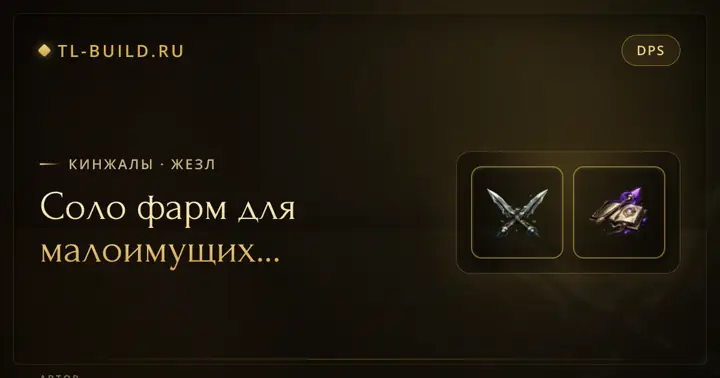 TL-BUILD.RU
DPS
КИНЖАЛЫ · ЖЕЗЛ
Соло фарм для
малоимущих...